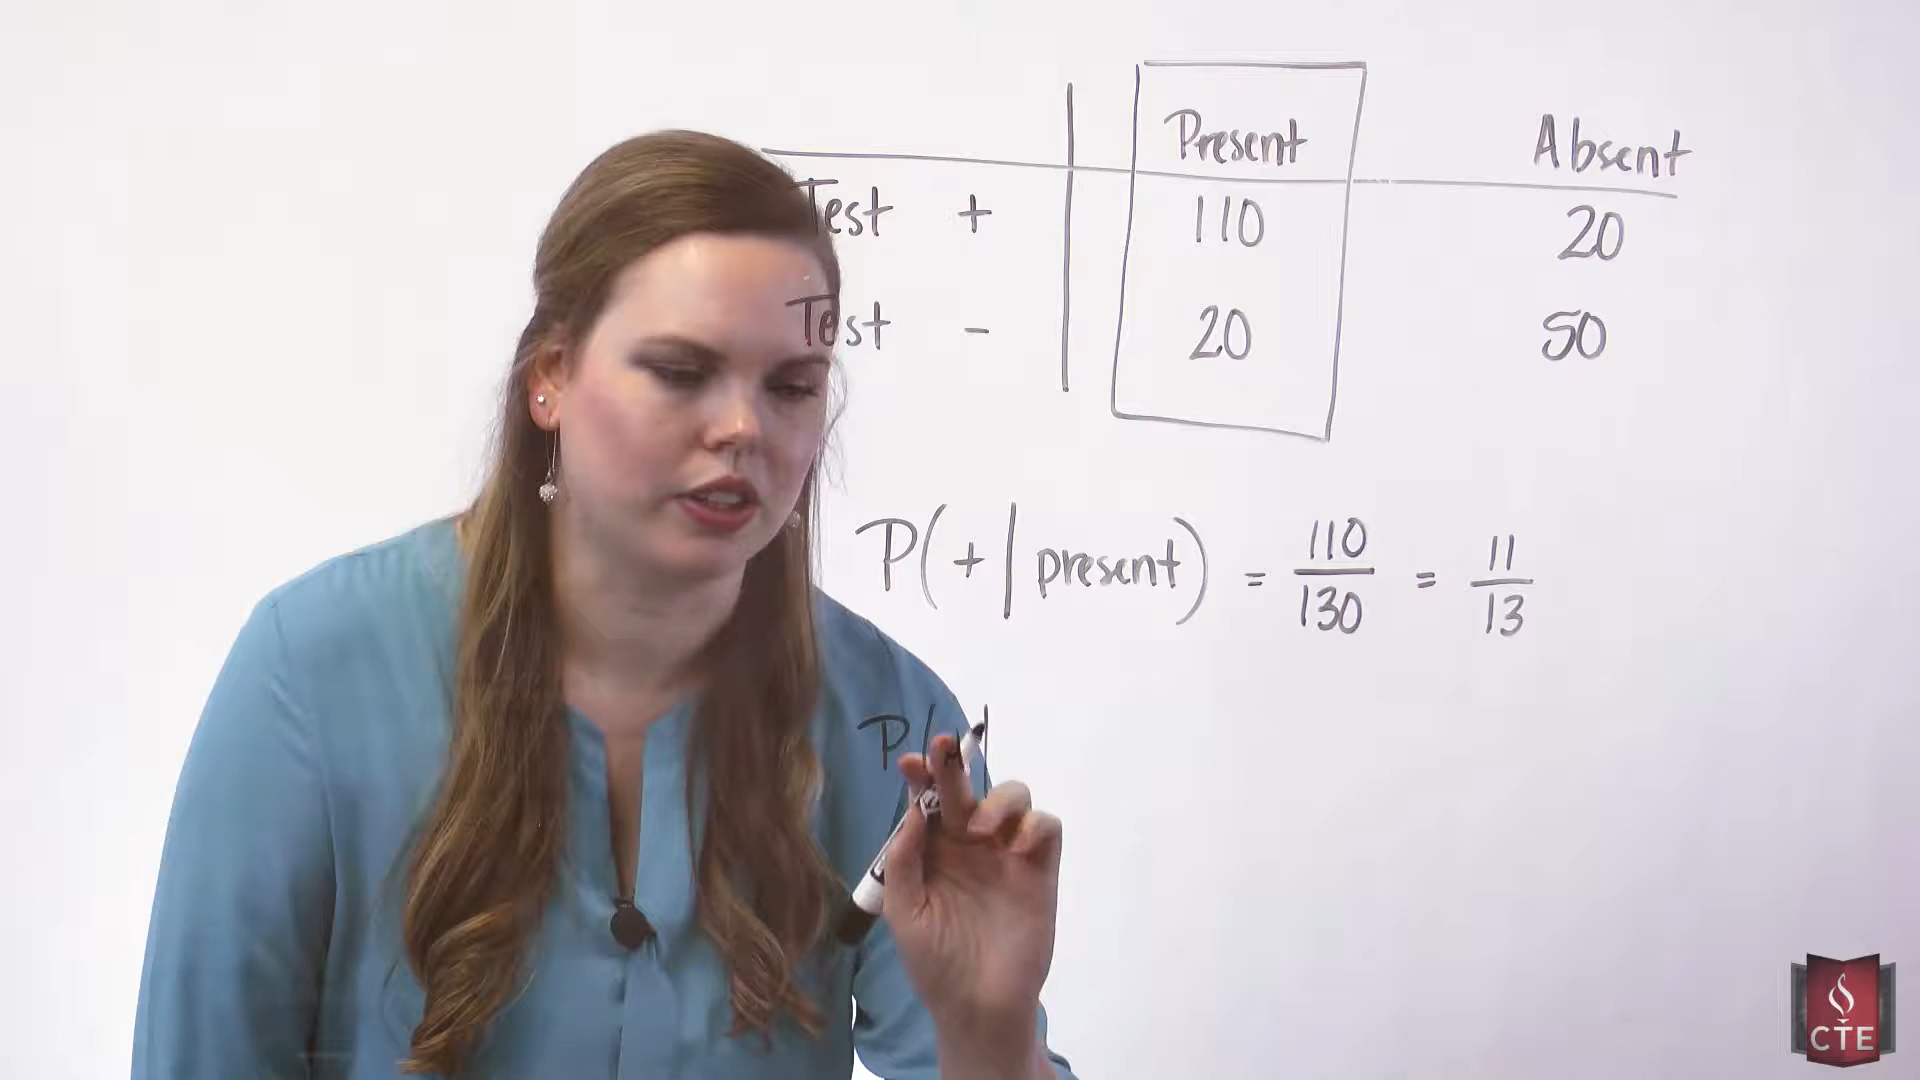 Present Absent
Test + 110 20
Test - 20 50
P(+|present) = 110/130 = 11/13
P(+|
CTE